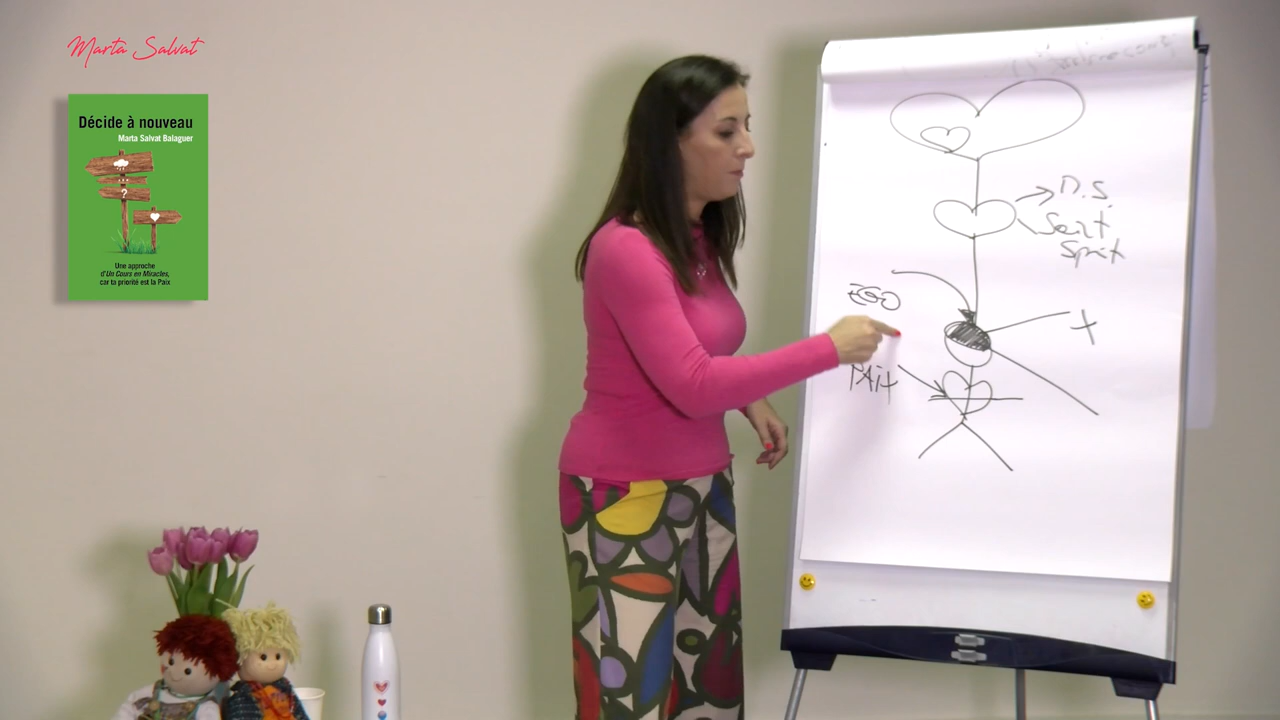 Marta Salvat
Décide à nouveau
Marta Salvat Balaguer
?
Une approche
d'Un Cours en Miracles,
car ta priorité est la Paix
Saint
EGO
PAiX